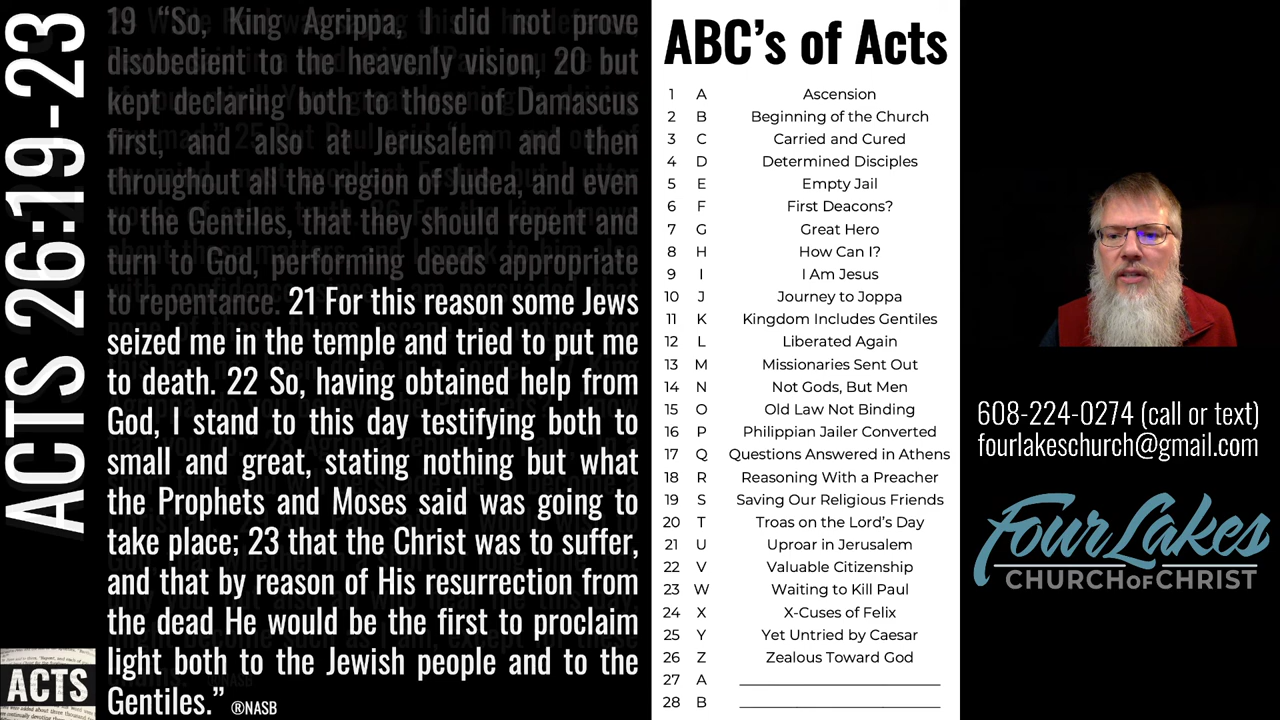 ACTS 26:19-23
19 “So, King Agrippa, I did not prove
disobedient to the heavenly vision, 20 but
kept declaring both to those of Damascus
first, and also at Jerusalem and then
throughout all the region of Judea, and even
to the Gentiles, that they should repent and
turn to God, performing deeds appropriate
to repentance. 21 For this reason some Jews
seized me in the temple and tried to put me
to death. 22 So, having obtained help from
God, I stand to this day testifying both to
small and great, stating nothing but what
the Prophets and Moses said was going to
take place; 23 that the Christ was to suffer,
and that by reason of His resurrection from
the dead He would be the first to proclaim
light both to the Jewish people and to the
Gentiles.” ®NASB
ACTS
ABC’s of Acts
1 A Ascension
2 B Beginning of the Church
3 C Carried and Cured
4 D Determined Disciples
5 E Empty Jail
6 F First Deacons?
7 G Great Hero
8 H How Can I?
9 I I Am Jesus
10 J Journey to Joppa
11 K Kingdom Includes Gentiles
12 L Liberated Again
13 M Missionaries Sent Out
14 N Not Gods, But Men
15 O Old Law Not Binding
16 P Philippian Jailer Converted
17 Q Questions Answered in Athens
18 R Reasoning With a Preacher
19 S Saving Our Religious Friends
20 T Troas on the Lord’s Day
21 U Uproar in Jerusalem
22 V Valuable Citizenship
23 W Waiting to Kill Paul
24 X X-Cuses of Felix
25 Y Yet Untried by Caesar
26 Z Zealous Toward God
27 A
28 B
608-224-0274 (call or text)
fourlakeschurch@gmail.com
Four Lakes
CHURCH OF CHRIST